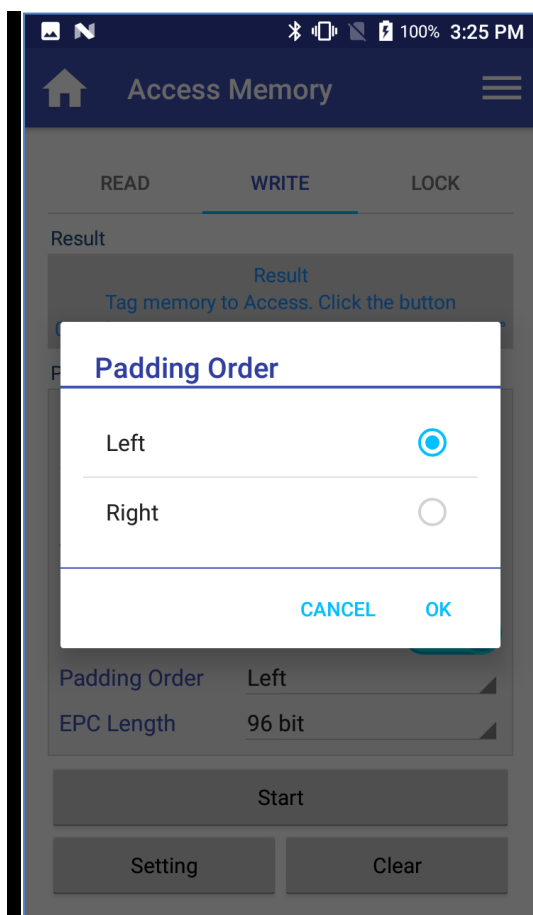 100% 3:25 PM
Access Memory
READ WRITE LOCK
Result
Result
Tag memory to Access. Click the button
P
Padding Order
Left
Right
CANCEL OK
Padding Order Left
EPC Length 96 bit
Start
Setting Clear